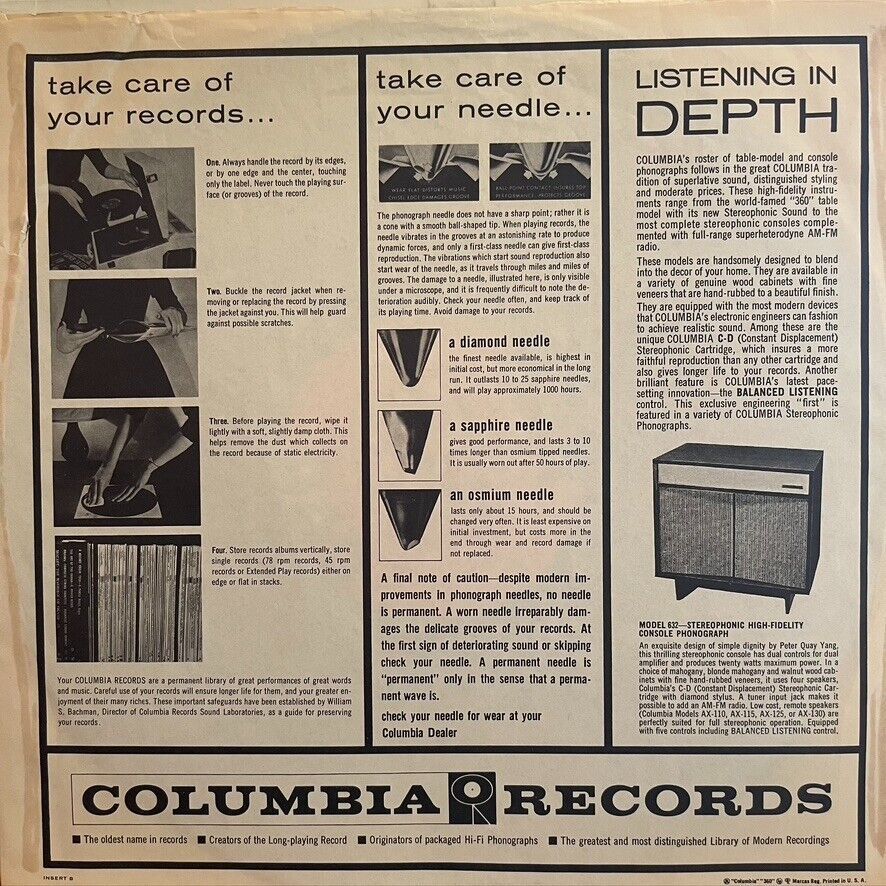 take care of
your records...
One. Always handle the record by its edges,
or by one edge and the center, touching
only the label. Never touch the playing sur-
face (or grooves) of the record.
Two. Buckle the record jacket when re-
moving or replacing the record by pressing
the jacket against you. This will help guard
against possible scratches.
Three. Before playing the record, wipe it
lightly with a soft, slightly damp cloth. This
helps remove the dust which collects on
the record because of static electricity.
Four. Store records albums vertically, store
single records (78 rpm records, 45 rpm
records or Extended Play records) either on
edge or flat in stacks.
Your COLUMBIA RECORDS are a permanent library of great performances of great words
and music. Careful use of your records will ensure longer life for them, and your greater en-
joyment of their many riches. These important safeguards have been established by William
S. Bachman, Director of Columbia Records Sound Laboratories, as a guide for preserving
your records.
take care of
your needle...
WEAR FLAT DISTORTS MUSIC
CHISEL EDGE DAMAGES GROOVE
BALL POINT CONTACT INSURES TOP
PERFORMANCE, PROTECTS GROOVE
The phonograph needle does not have a sharp point; rather it is
a cone with a smooth ball-shaped tip. When playing records, the
needle vibrates in the grooves at an astonishing rate to produce
dynamic forces, and only a first-class needle can give first-class
reproduction. The vibrations which start sound reproduction also
start wear of the needle, as it travels through miles and miles of
grooves. The damage to a needle, illustrated here, is only visible
under a microscope, and it is frequently difficult to note the de-
terioration audibly. Check your needle often, and keep track of
its playing time. Avoid damage to your records.
a diamond needle
the finest needle available, is highest in
initial cost, but more economical in the long
run. It outlasts 10 to 25 sapphire needles,
and will play approximately 1000 hours.
a sapphire needle
gives good performance, and lasts 3 to 10
times longer than osmium tipped needles.
It is usually worn out after 50 hours of play.
an osmium needle
lasts only about 15 hours, and should be
changed very often. It is least expensive on
initial investment, but costs more in the
end through wear and record damage if
not replaced.
A final note of caution—despite modern im-
provements in phonograph needles, no needle
is permanent. A worn needle irreparably dam-
ages the delicate grooves of your records. At
the first sign of deteriorating sound or skipping
check your needle. A permanent needle is
"permanent" only in the sense that a perma-
nent wave is.
check your needle for wear at your
Columbia Dealer
LISTENING IN
DEPTH
COLUMBIA's roster of table-model and console
phonographs follows in the great COLUMBIA tra-
dition of superlative sound, distinguished styling
and moderate prices. These high-fidelity instru-
ments range from the world-famed "360" table
model with its new Stereophonic Sound to the
most complete stereophonic consoles comple-
mented with full-range superheterodyne AM-FM
radio.
These models are handsomely designed to blend
into the decor of your home. They are available in
a variety of genuine wood cabinets with fine
veneers that are hand-rubbed to a beautiful finish.
They are equipped with the most modern devices
that COLUMBIA's electronic engineers can fashion
to achieve realistic sound. Among these are the
unique COLUMBIA C-D (Constant Displacement)
Stereophonic Cartridge, which insures a more
faithful reproduction than any other cartridge and
also gives longer life to your records. Another
brilliant feature is COLUMBIA's latest pace-
setting innovation—the BALANCED LISTENING
control. This exclusive engineering "first" is
featured in a variety of COLUMBIA Stereophonic
Phonographs.
MODEL 632—STEREOPHONIC HIGH-FIDELITY
CONSOLE PHONOGRAPH
An exquisite design of simple dignity by Peter Quay Yang,
this thrilling stereophonic console has dual controls for dual
amplifier and produces twenty watts maximum power. In a
choice of mahogany, blonde mahogany and walnut wood cab-
inets with fine hand-rubbed veneers, it uses four speakers,
Columbia's C-D (Constant Displacement) Stereophonic Car-
tridge with diamond stylus. A tuner input jack makes it
possible to add an AM-FM radio. Low cost, remote speakers
(Columbia Models AX-110, AX-115, AX-125, or AX-130) are
perfectly suited for full stereophonic operation. Equipped
with five controls including BALANCED LISTENING control.
COLUMBIA RECORDS
■ The oldest name in records ■ Creators of the Long-playing Record ■ Originators of packaged Hi-Fi Phonographs ■ The greatest and most distinguished Library of Modern Recordings
INSERT 8
® "Columbia" "360" Marcas Reg. Printed in U. S. A.